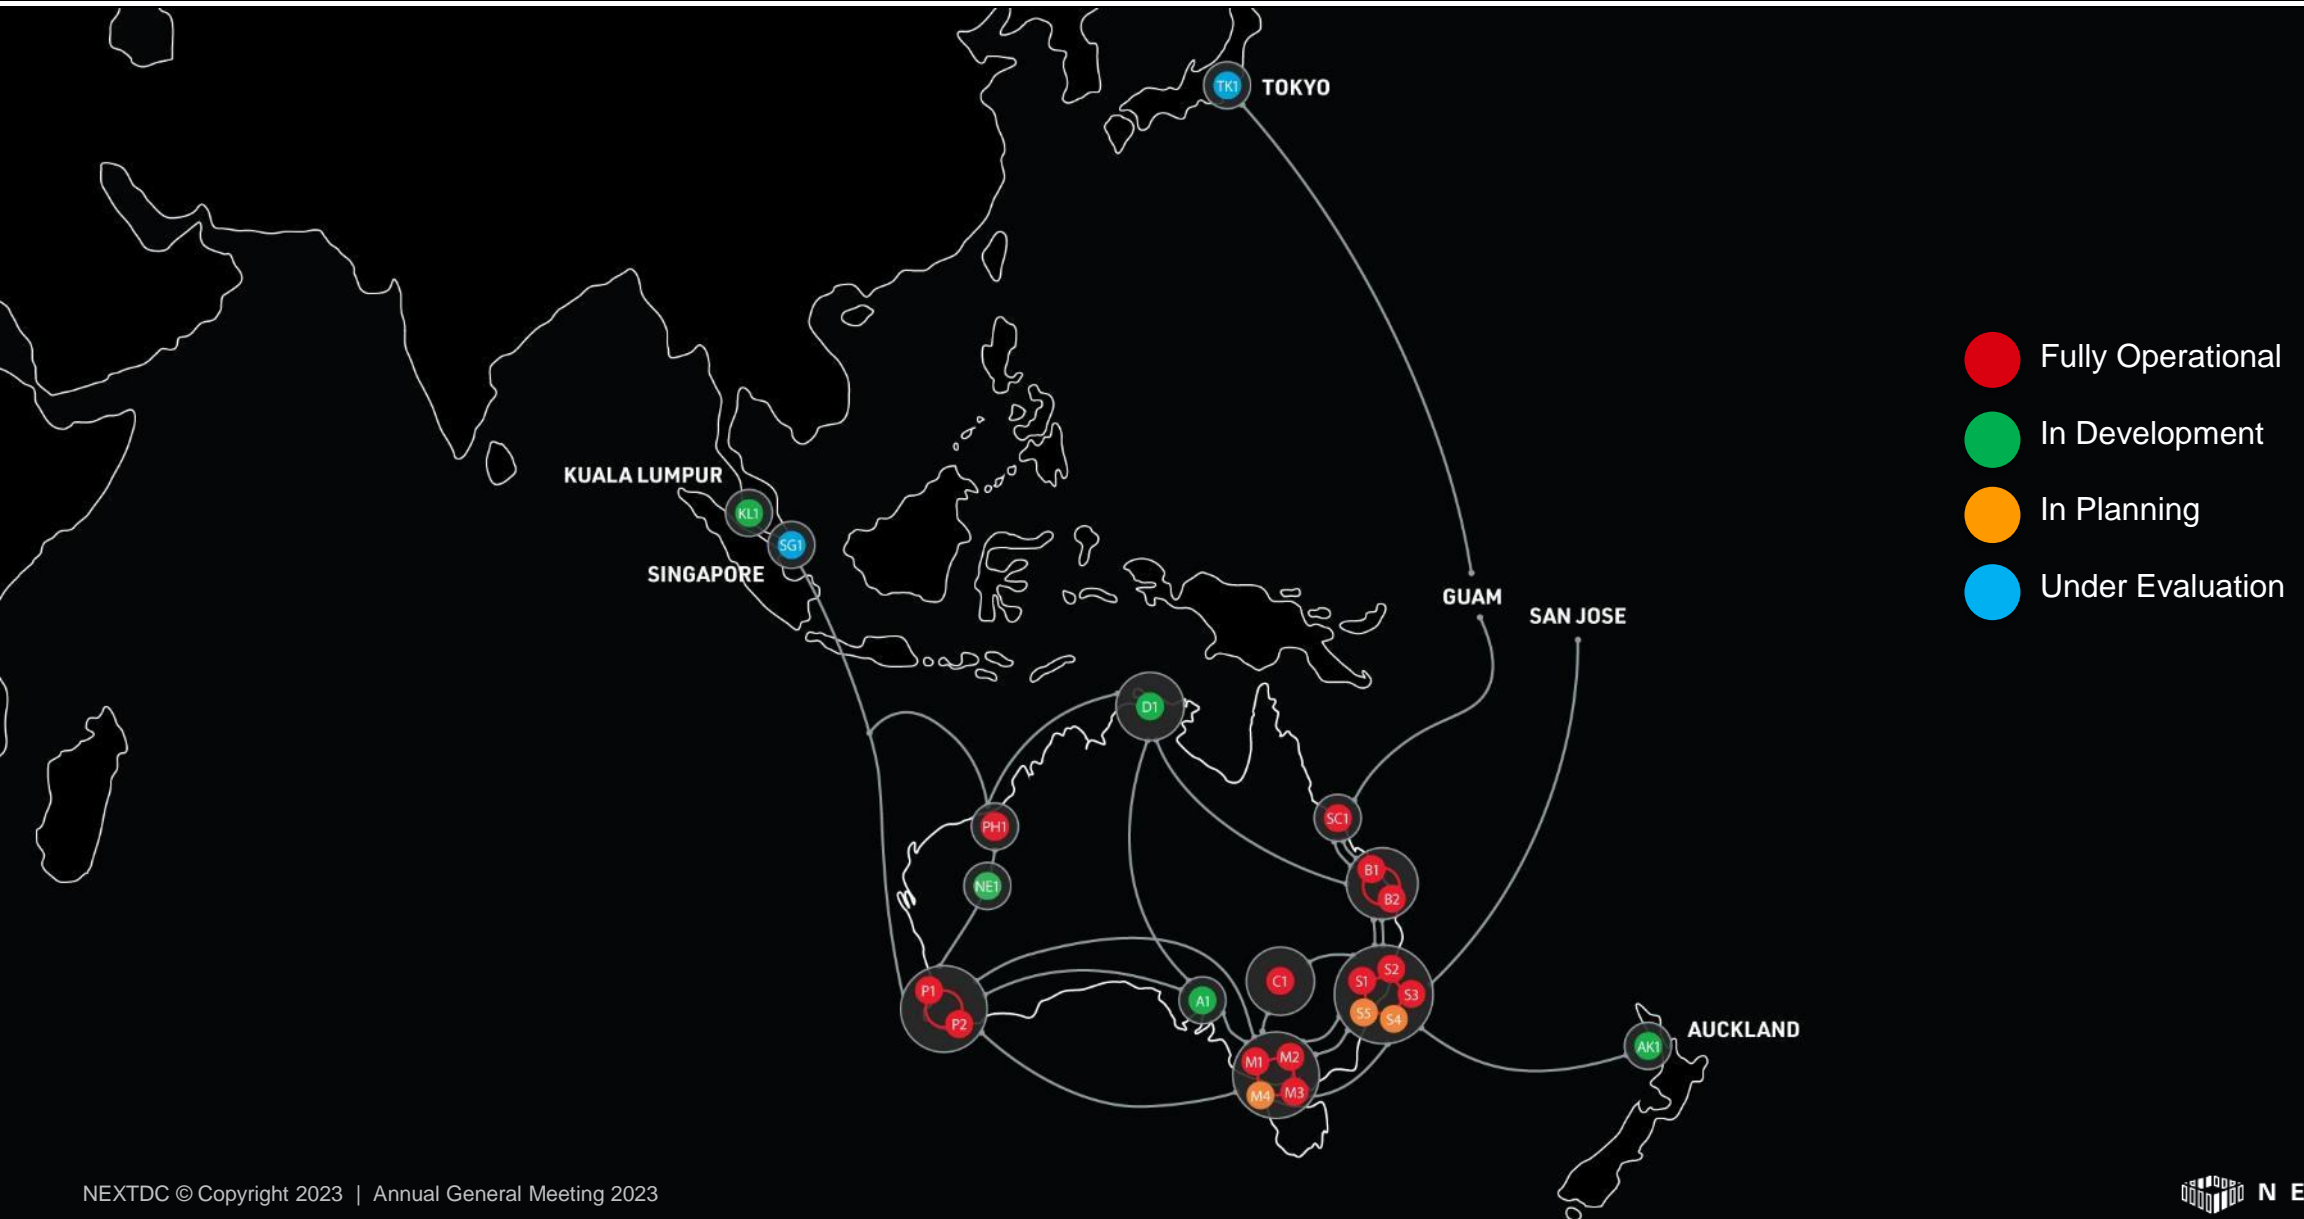 TK1 TOKYO
Fully Operational
In Development
KUALA LUMPUR
KL1
In Planning
SG1
SINGAPORE
Under Evaluation
GUAM
SAN JOSE
D1
SC1
PH1
B1
NE1
B2
S2
C1
S1
P1
S3
A1
S5
S4
P2
AUCKLAND
AK1
M1
M2
M4
M3
NEXTDC © Copyright 2023 | Annual General Meeting 2023
N E